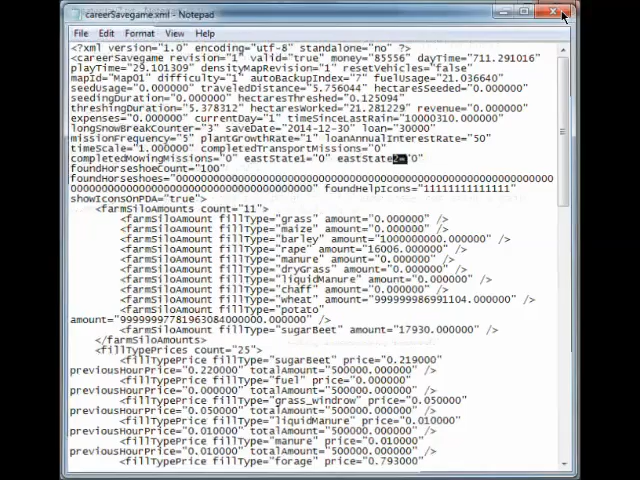 careerSavegame.xml - Notepad
File Edit Format View Help
<?xml version="1.0" encoding="utf-8" standalone="no" ?>
<careerSavegame revision="1" valid="true" money="85556" dayTime="711.291016"
playTime="29.101309" densityMapRevision="1" resetVehicles="false"
mapId="Map01" difficulty="1" autoBackupIndex="7" fuelUsage="21.036640"
seedUsage="0.000000" traveledDistance="5.756044" hectaresSeeded="0.000000"
seedingDuration="0.000000" hectaresThreshed="0.125094"
threshingDuration="5.378312" hectaresWorked="21.281229" revenue="0.000000"
expenses="0.000000" currentDay="1" timeSinceLastRain="10000310.000000"
longSnowBreakCounter="3" saveDate="2014-12-30" loan="30000"
missionFrequency="5" plantGrowthRate="1" loanAnnualInterestRate="50"
timeScale="1.000000" completedTransportMissions="0"
completedMowingMissions="0" eastState1="0" eastState2="0"
foundHorseshoeCount="100"
foundHorseshoes="0000000000000000000000000000000000000000000000000000000
000000000000000000000000000000000000000000000" foundHelpIcons="1111111111111"
showIconsOnPDA="true">
<farmSiloAmounts count="11">
<farmSiloAmount fillType="grass" amount="0.000000" />
<farmSiloAmount fillType="maize" amount="0.000000" />
<farmSiloAmount fillType="barley" amount="1000000000.000000" />
<farmSiloAmount fillType="rape" amount="16006.000000" />
<farmSiloAmount fillType="manure" amount="0.000000" />
<farmSiloAmount fillType="dryGrass" amount="0.000000" />
<farmSiloAmount fillType="liquidManure" amount="0.000000" />
<farmSiloAmount fillType="chaff" amount="0.000000" />
<farmSiloAmount fillType="wheat" amount="999999986991104.000000" />
<farmSiloAmount fillType="potato"
amount="9999999778196308400000.000000" />
<farmSiloAmount fillType="sugarBeet" amount="17930.000000" />
</farmSiloAmounts>
<fillTypePrices count="25">
<fillTypePrice fillType="sugarBeet" price="0.219000"
previousHourPrice="0.220000" totalAmount="500000.000000" />
<fillTypePrice fillType="fuel" price="0.000000"
previousHourPrice="0.000000" totalAmount="500000.000000" />
<fillTypePrice fillType="grass_windrow" price="0.050000"
previousHourPrice="0.050000" totalAmount="500000.000000" />
<fillTypePrice fillType="liquidManure" price="0.010000"
previousHourPrice="0.010000" totalAmount="500000.000000" />
<fillTypePrice fillType="manure" price="0.010000"
previousHourPrice="0.010000" totalAmount="500000.000000" />
<fillTypePrice fillType="forage" price="0.793000"